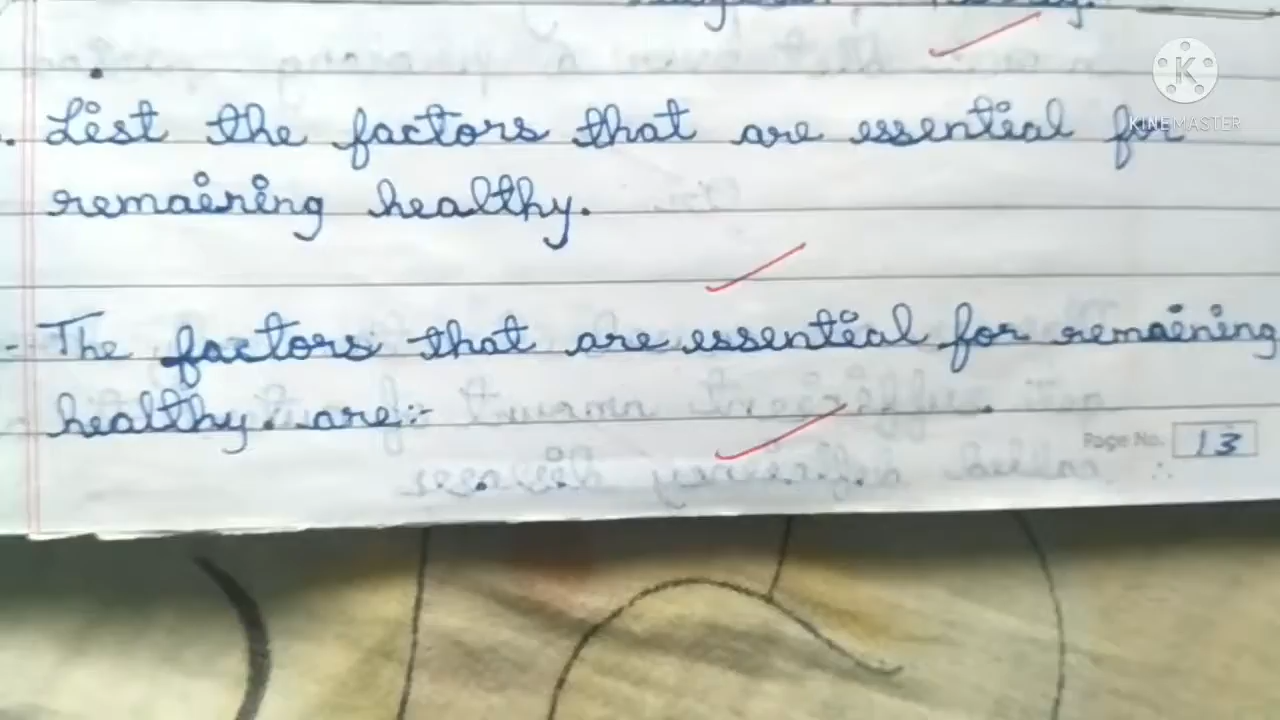 KINEMASTER
List the factors that are essential for
remaining healthy.
The factors that are essential for remaining
healthy. are:-
Page No. 13